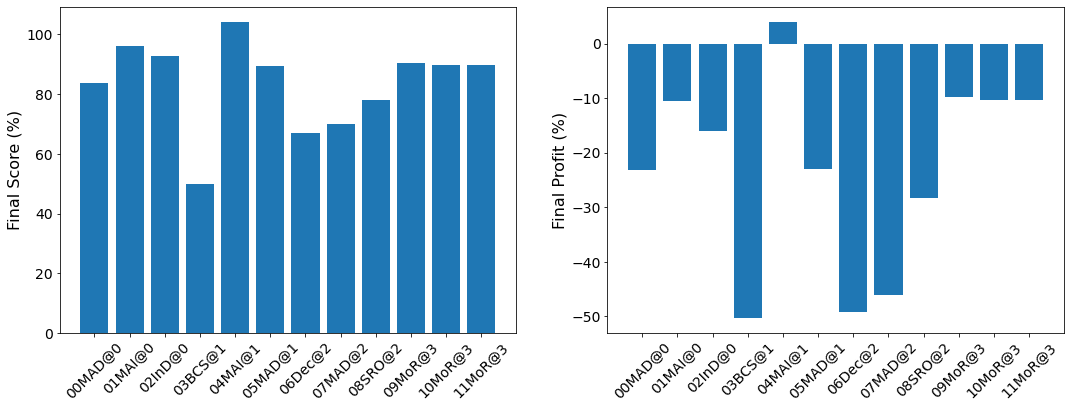 Final Score (%)
100
80
60
40
20
0
00MAD@0
01MAI@0
02InD@0
03BCS@1
04MAI@1
05MAD@1
06Dec@2
07MAD@2
08SRO@2
09MoR@3
10MoR@3
11MoR@3
Final Profit (%)
0
−10
−20
−30
−40
−50
00MAD@0
01MAI@0
02InD@0
03BCS@1
04MAI@1
05MAD@1
06Dec@2
07MAD@2
08SRO@2
09MoR@3
10MoR@3
11MoR@3